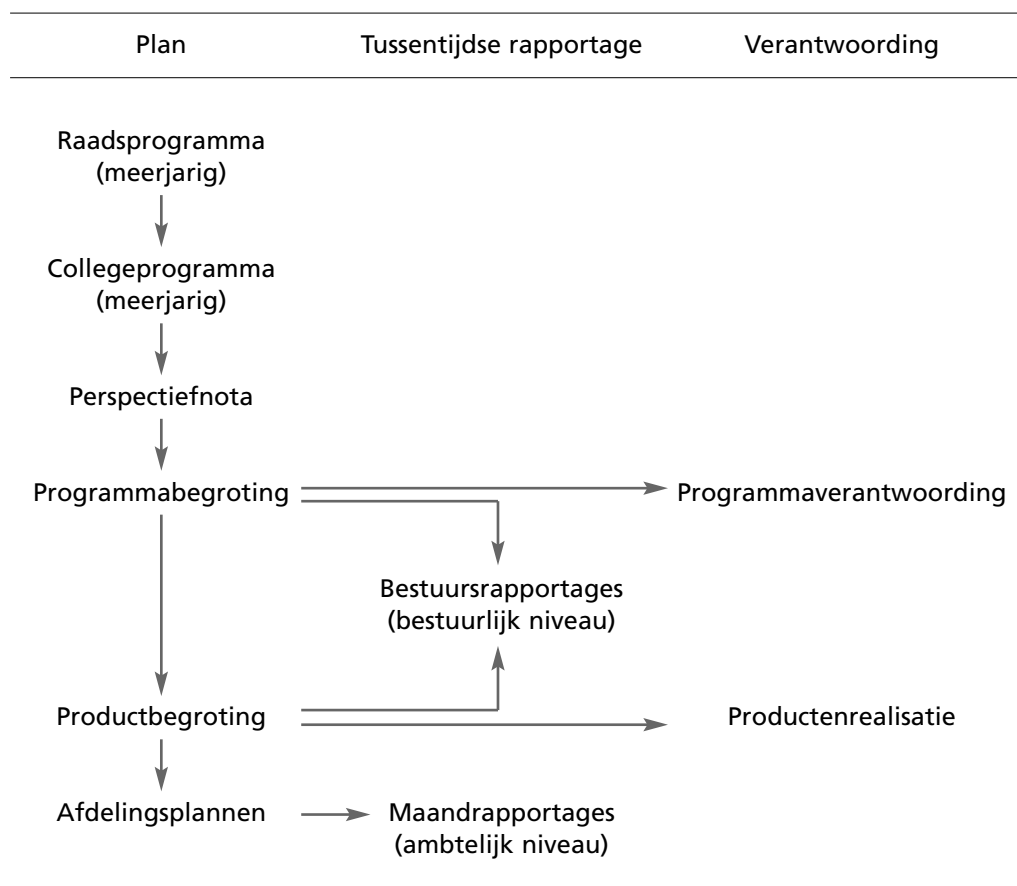 Plan Tussentijdse rapportage Verantwoording
Raadsprogramma
(meerjarig)
Collegeprogramma
(meerjarig)
Perspectiefnota
Programmabegroting Programmaverantwoording
Bestuursrapportages
(bestuurlijk niveau)
Productbegroting Productenrealisatie
Afdelingsplannen Maandrapportages
(ambtelijk niveau)